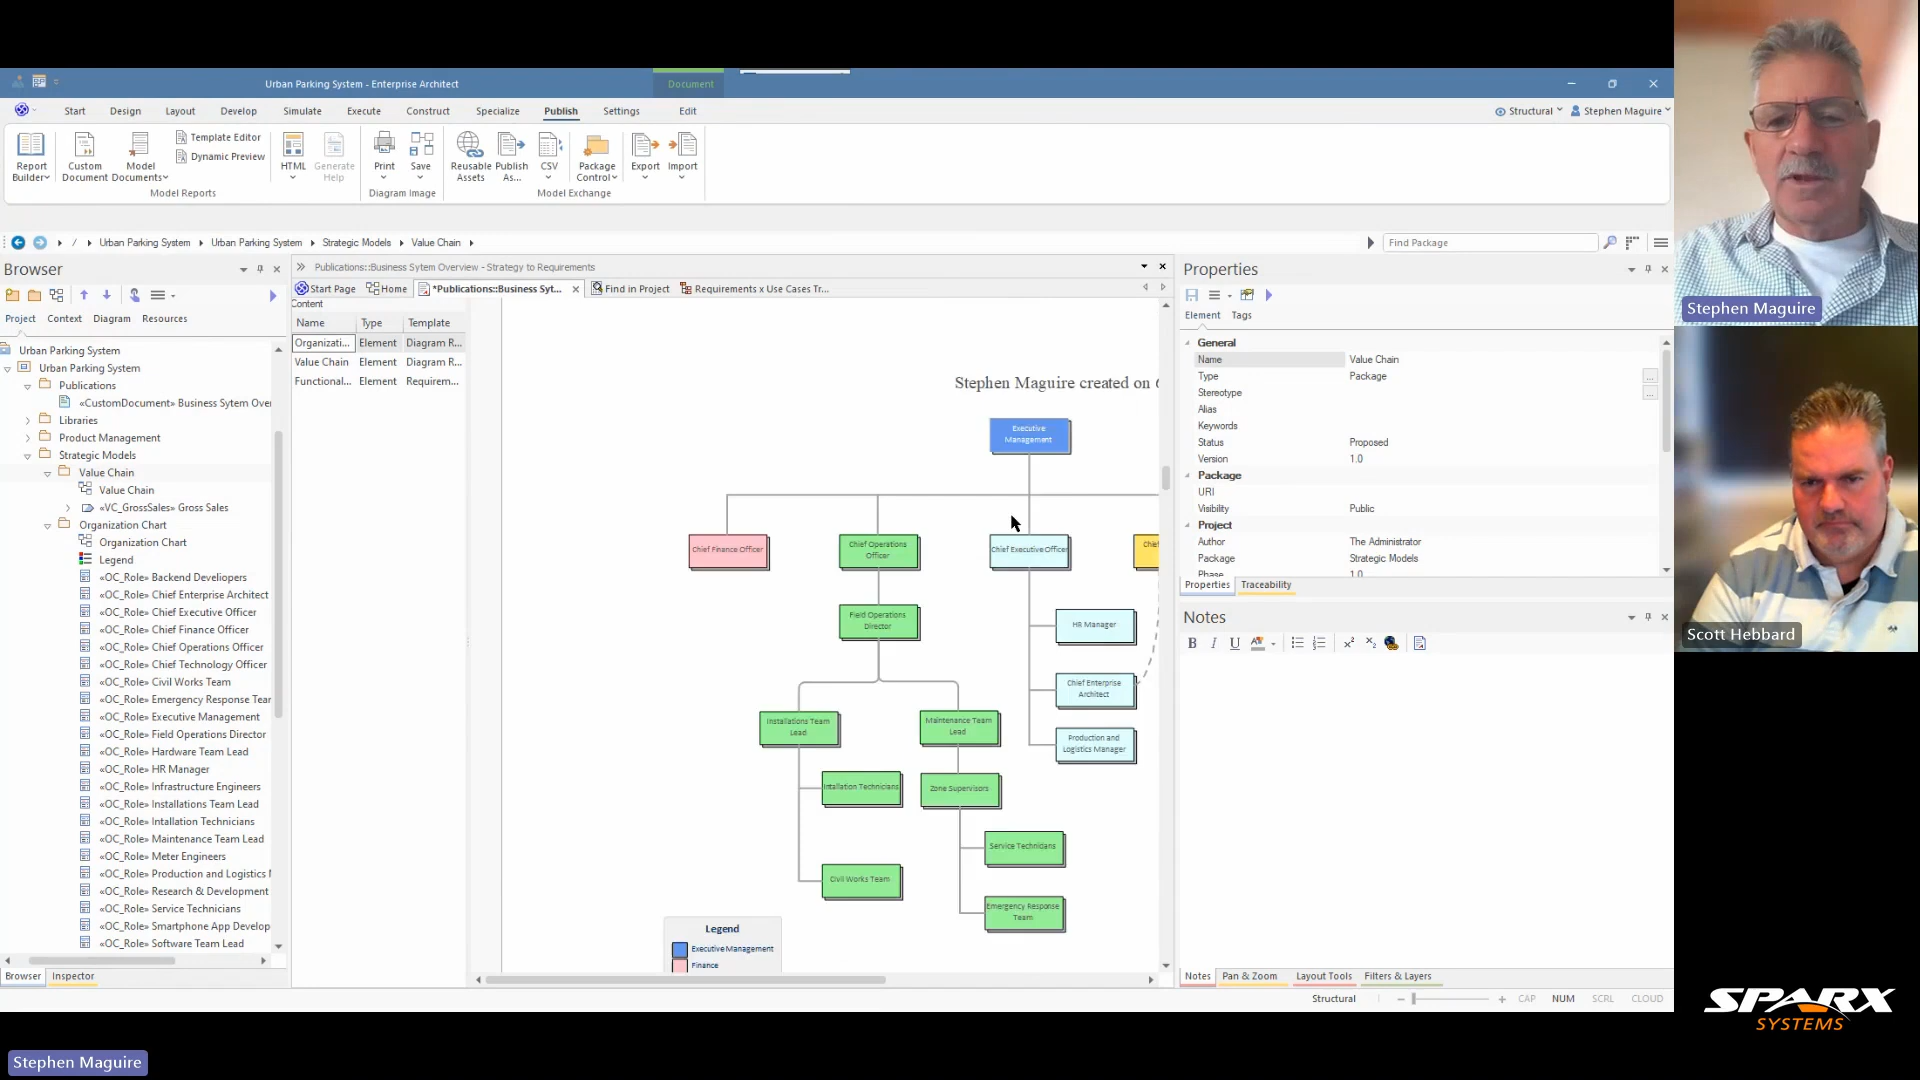 Urban Parking System - Enterprise Architect
Document
Start
Design
Layout
Develop
Simulate
Execute
Construct
Specialize
Publish
Settings
Edit
Structural
Stephen Maguire
Report Builder
Custom Document
Model Documents
Template Editor
Dynamic Preview
HTML
Generate Help
Print
Save
Reusable Assets
Publish As...
CSV
Package Control
Export
Import
Model Reports
Diagram Image
Model Exchange
/
Urban Parking System
Urban Parking System
Strategic Models
Value Chain
Find Package
Browser
Project
Context
Diagram
Resources
Urban Parking System
Urban Parking System
Publications
«CustomDocument» Business Sytem Over
Libraries
Product Management
Strategic Models
Value Chain
Value Chain
«VC_GrossSales» Gross Sales
Organization Chart
Organization Chart
Legend
«OC_Role» Backend Developers
«OC_Role» Chief Enterprise Architect
«OC_Role» Chief Executive Officer
«OC_Role» Chief Finance Officer
«OC_Role» Chief Operations Officer
«OC_Role» Chief Technology Officer
«OC_Role» Civil Works Team
«OC_Role» Emergency Response Tear
«OC_Role» Executive Management
«OC_Role» Field Operations Director
«OC_Role» Hardware Team Lead
«OC_Role» HR Manager
«OC_Role» Infrastructure Engineers
«OC_Role» Installations Team Lead
«OC_Role» Intallation Technicians
«OC_Role» Maintenance Team Lead
«OC_Role» Meter Engineers
«OC_Role» Production and Logistics
«OC_Role» Research & Development
«OC_Role» Service Technicians
«OC_Role» Smartphone App Develop
«OC_Role» Software Team Lead
Browser
Inspector
Publications::Business Sytem Overview - Strategy to Requirements
Start Page
Home
*Publications::Business Syt...
Find in Project
Requirements x Use Cases Tr...
Content
Name Type Template
Organizati... Element Diagram R...
Value Chain Element Diagram R...
Functional... Element Requirem...
Stephen Maguire created on
Executive
Management
Chief Finance Officer
Chief Operations
Officer
Chief Executive Officer
Chief
Field Operations
Director
HR Manager
Chief Enterprise
Architect
Installations Team
Lead
Maintenance Team
Lead
Production and
Logistics Manager
Intallation Technicians
Zone Supervisors
Service Technicians
Civil Works Team
Emergency Response
Team
Legend
Executive Management
Finance
Properties
Element
Tags
General
Name Value Chain
Type Package
Stereotype
Alias
Keywords
Status Proposed
Version 1.0
Package
URI
Visibility Public
Project
Author The Administrator
Package Strategic Models
Phase 1.0
Properties
Traceability
Notes
B I U
Notes
Pan & Zoom
Layout Tools
Filters & Layers
Structural
CAP
NUM
SCRL
CLOUD
Stephen Maguire
Scott Hebbard
SPARX
SYSTEMS
Stephen Maguire